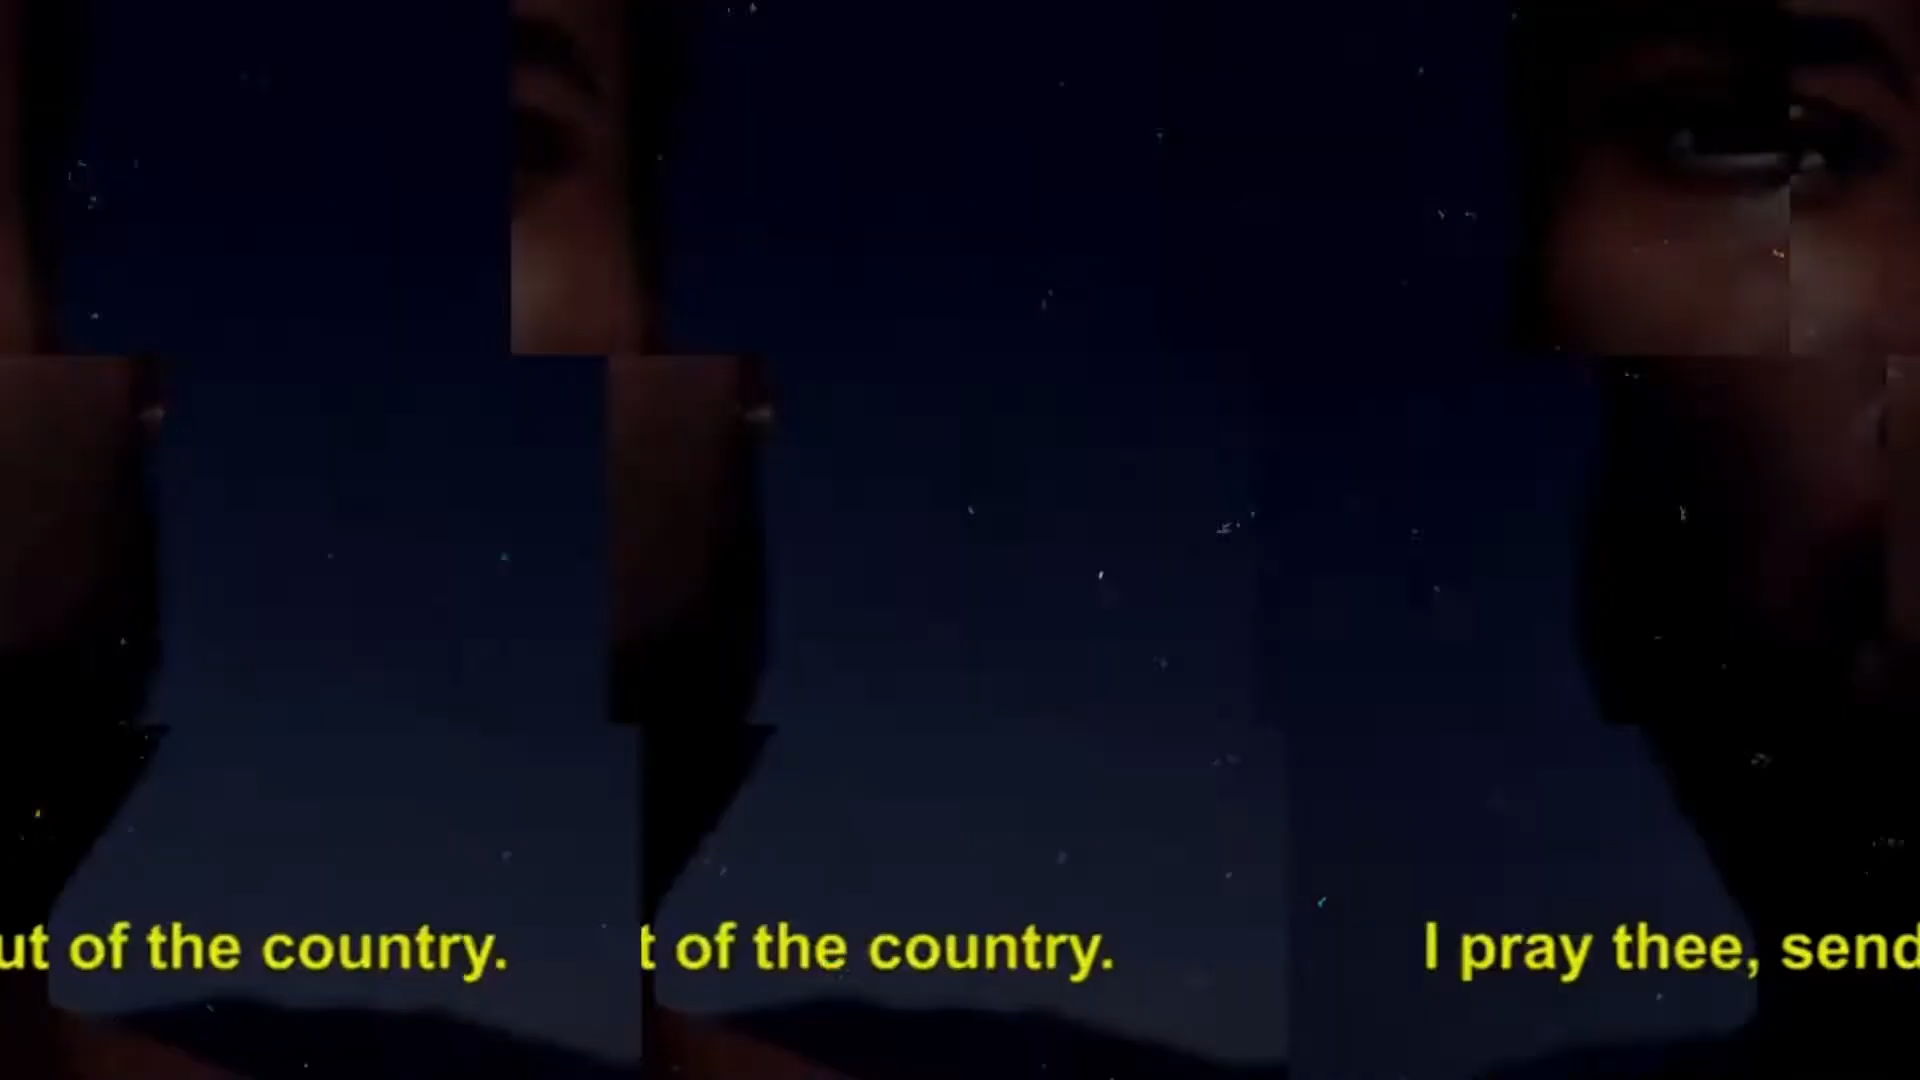 ut of the country. t of the country. I pray thee, send